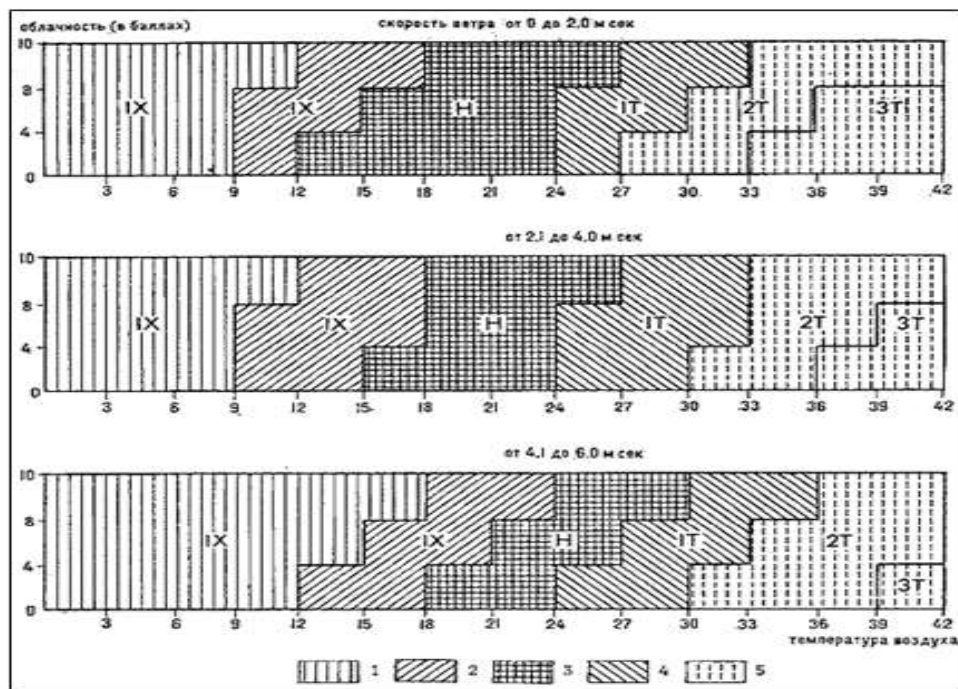 облачность (в баллах)
скорость ветра от 0 до 2,0 м сек
10
8
4
0
IX IX Н IT 2Т 3Т
3 6 9 12 15 18 21 24 27 30 33 36 39 42
от 2,1 до 4,0 м сек
10
8
4
0
IX IX Н IT 2Т 3Т
3 6 9 12 15 18 21 24 27 30 33 36 39 42
от 4,1 до 6,0 м сек
10
8
4
0
IX IX Н IT 2Т 3Т
3 6 9 12 15 18 21 24 27 30 33 36 39 42
температура воздуха
1 2 3 4 5